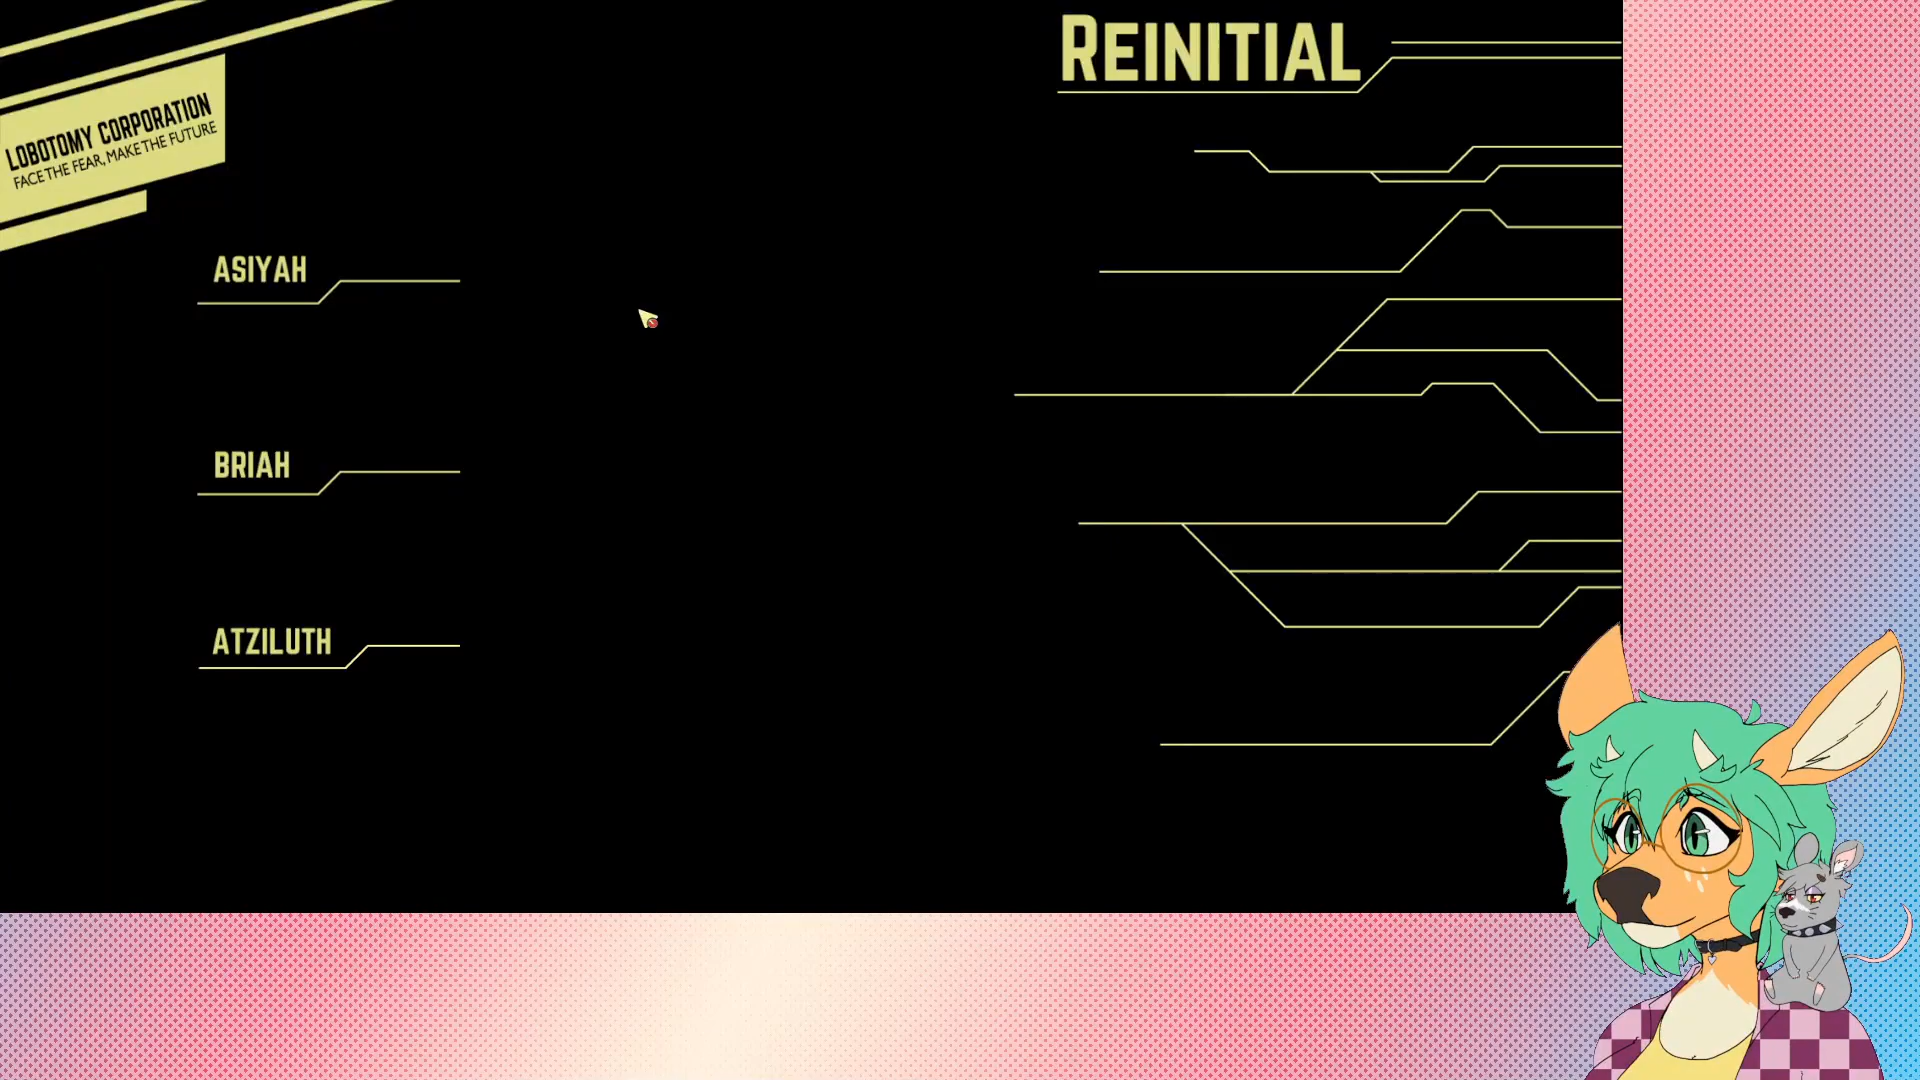 REINITIAL
LOBOTOMY CORPORATION
FACE THE FEAR, MAKE THE FUTURE
ASIYAH
BRIAH
ATZILUTH